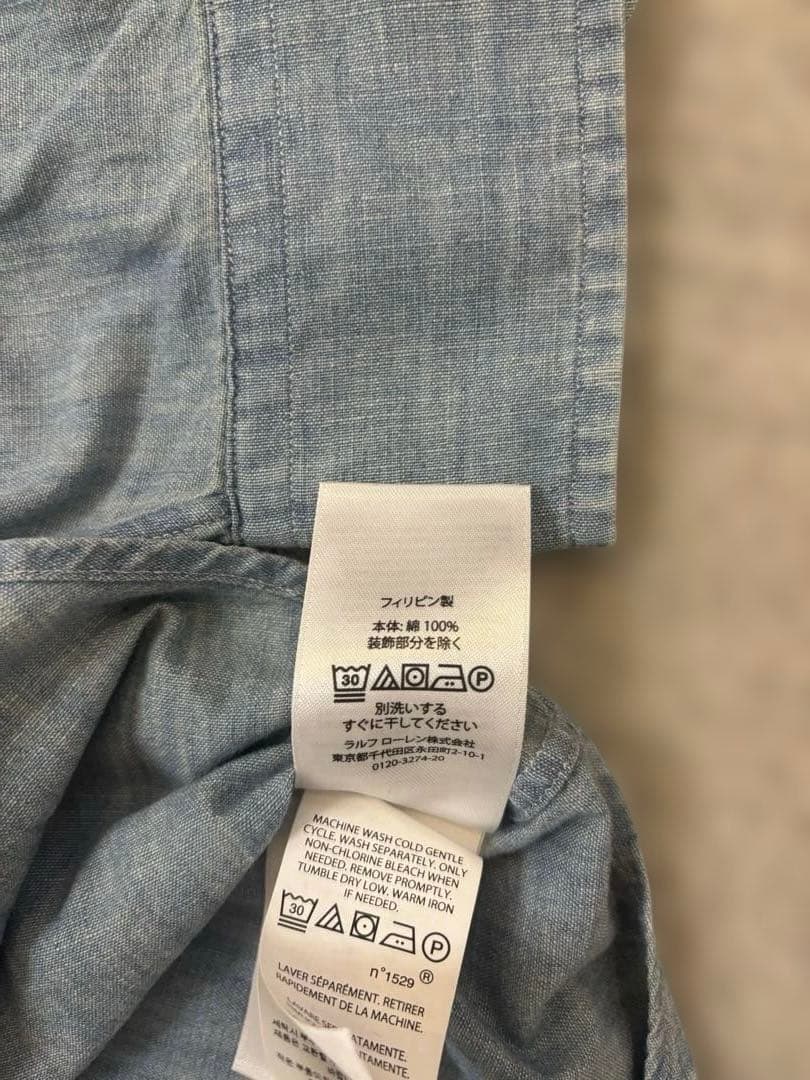 フィリピン製
本体: 綿 100%
装飾部分を除く
30 P
別洗いする
すぐに干してください
ラルフ ローレン株式会社
東京都千代田区永田町2-10-1
0120-3274-20
MACHINE WASH COLD GENTLE
CYCLE. WASH SEPARATELY. ONLY
NON-CHLORINE BLEACH WHEN
NEEDED. REMOVE PROMPTLY.
TUMBLE DRY LOW. WARM IRON
IF NEEDED.
30 P
n°1529 ®
LAVER SÉPARÉMENT. RETIRER
RAPIDEMENT DE LA MACHINE.